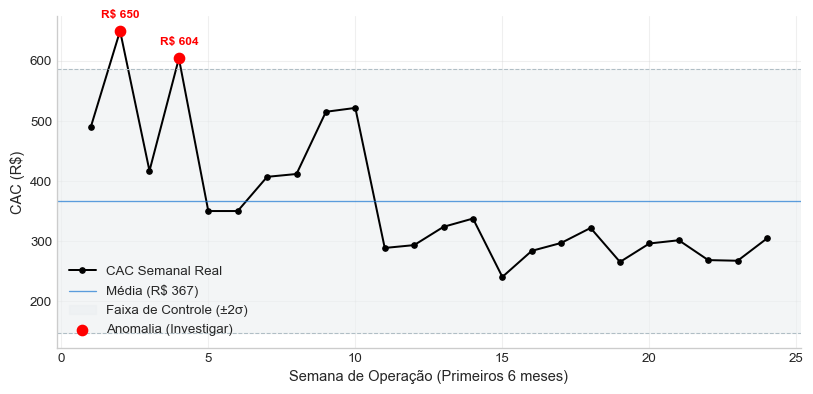 R$ 650
R$ 604
600
500
400
300
200
CAC (R$)
CAC Semanal Real
Média (R$ 367)
Faixa de Controle (±2σ)
Anomalia (Investigar)
0
5
10
15
20
25
Semana de Operação (Primeiros 6 meses)